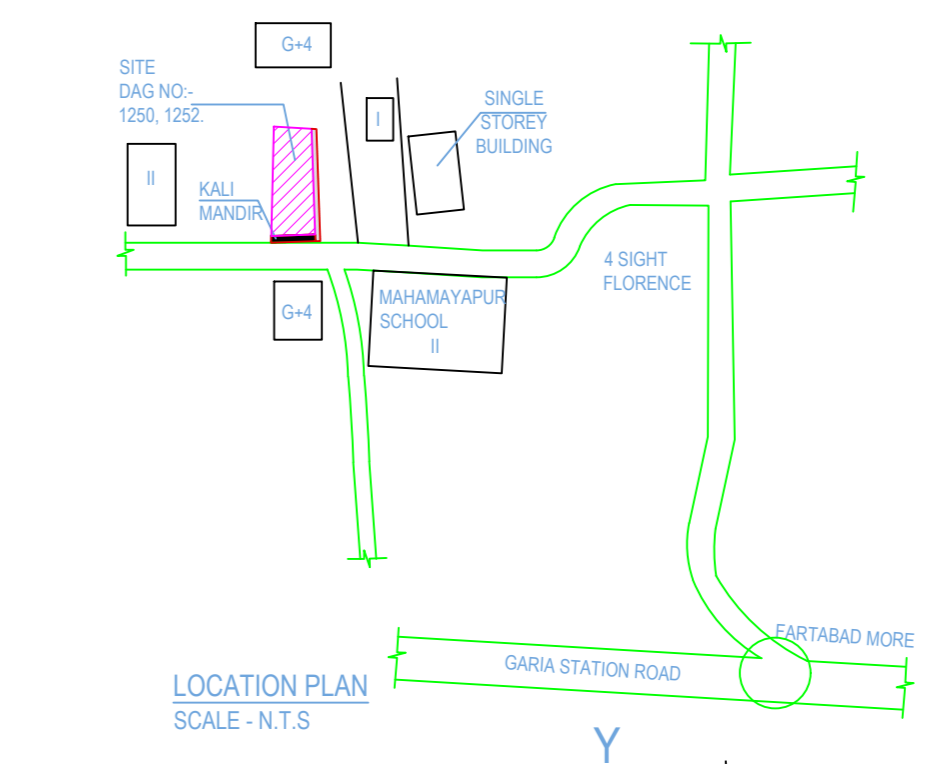 G+4
SITE
DAG NO:-
1250, 1252.
I
SINGLE
STOREY
BUILDING
II
KALI
MANDIR
4 SIGHT
FLORENCE
G+4
MAHAMAYAPUR
SCHOOL
II
FARTABAD MORE
GARIA STATION ROAD
LOCATION PLAN
SCALE - N.T.S
Y